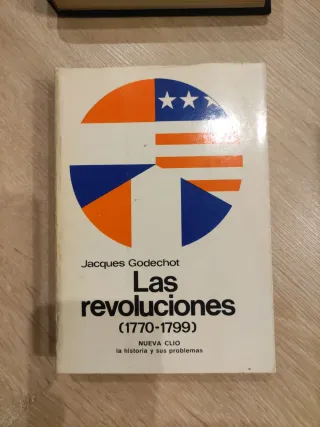 Jacques Godechot
Las
revoluciones
(1770-1799)
NUEVA CLIO
la historia y sus problemas